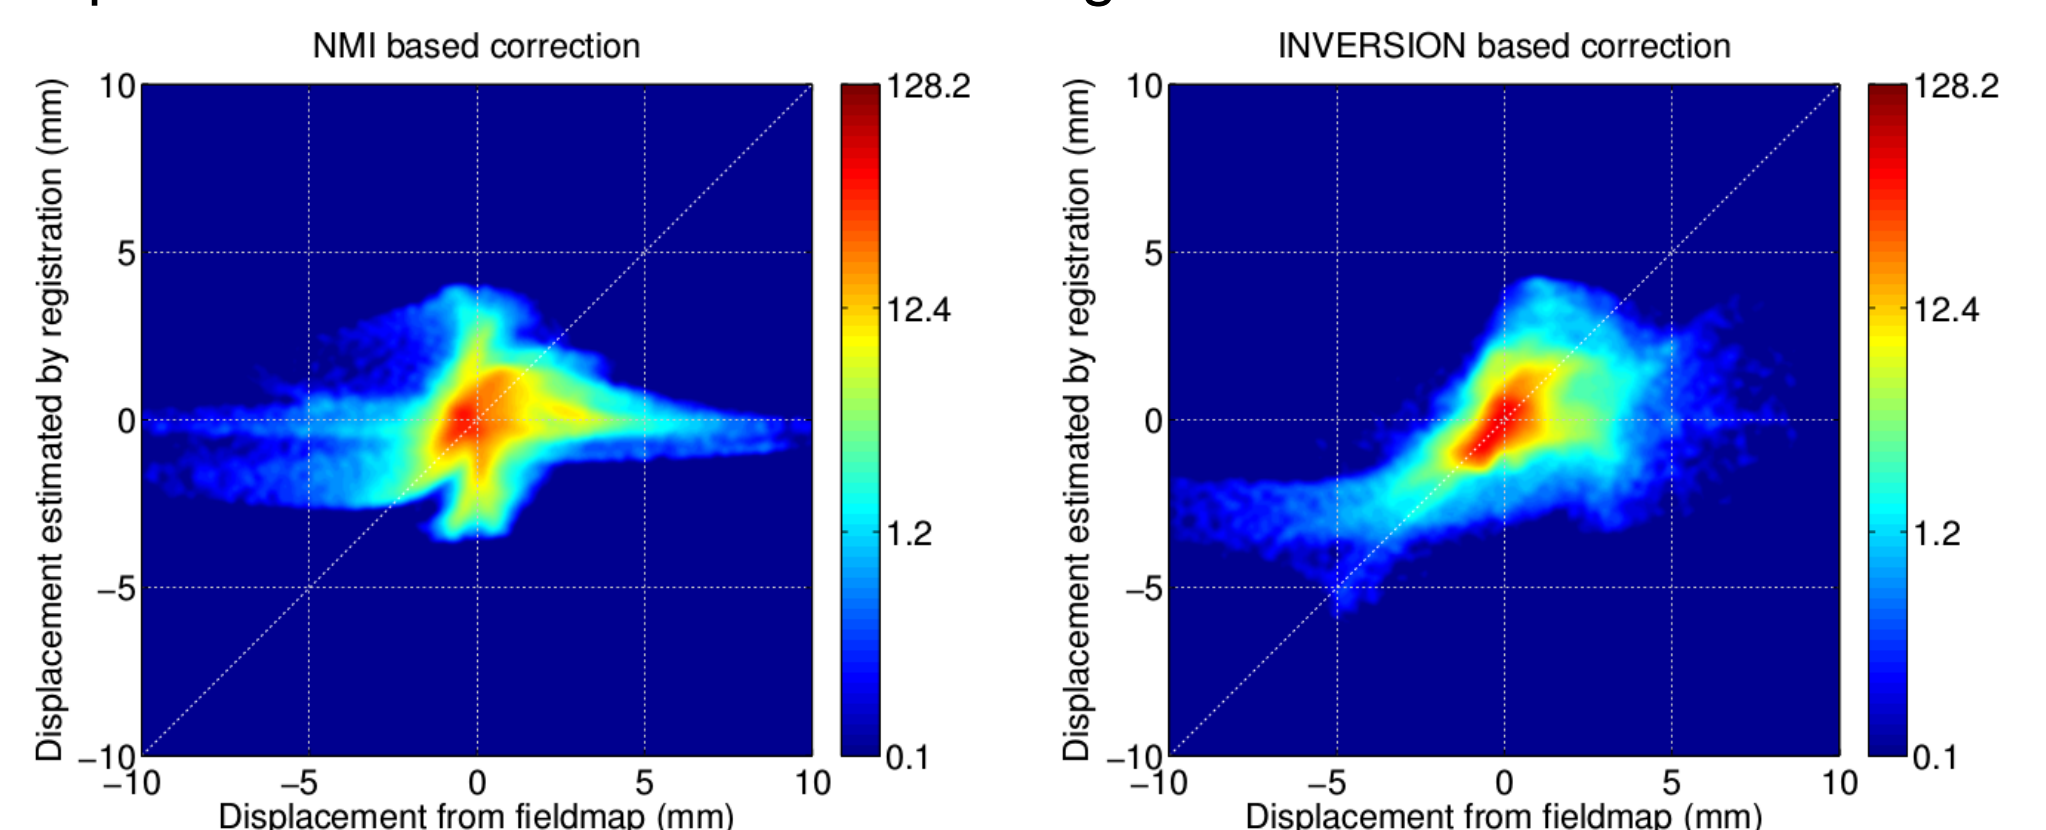 NMI based correction
10
5
0
−5
−10
−10 −5 0 5 10
Displacement from fieldmap (mm)
Displacement estimated by registration (mm)
128.2
12.4
1.2
0.1
INVERSION based correction
10
5
0
−5
−10
−10 −5 0 5 10
Displacement from fieldmap (mm)
Displacement estimated by registration (mm)
128.2
12.4
1.2
0.1